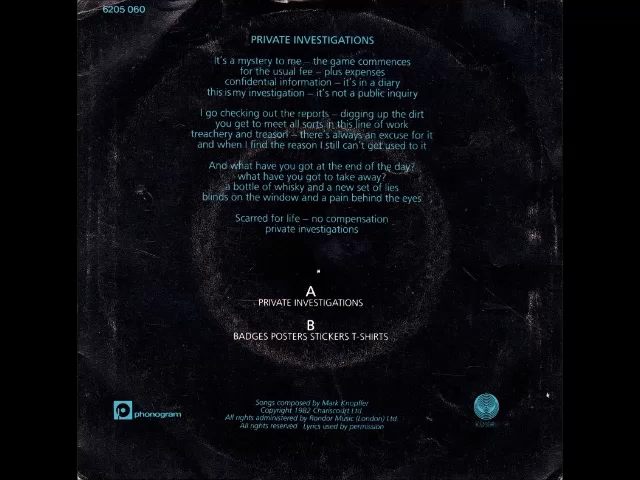 6205 060
PRIVATE INVESTIGATIONS
It's a mystery to me – the game commences
for the usual fee – plus expenses
confidential information – it's in a diary
this is my investigation – it's not a public inquiry
I go checking out the reports – digging up the dirt
you get to meet all sorts in this line of work
treachery and treason – there's always an excuse for it
and when I find the reason I still can't get used to it
And what have you got at the end of the day?
what have you got to take away?
a bottle of whisky and a new set of lies
blinds on the window and a pain behind the eyes
Scarred for life – no compensation
private investigations
A
PRIVATE INVESTIGATIONS
B
BADGES POSTERS STICKERS T-SHIRTS
phonogram
Songs composed by Mark Knopfler
Copyright 1982 Chariscourt Ltd
All rights administered by Rondor Music (London) Ltd
All rights reserved Lyrics used by permission